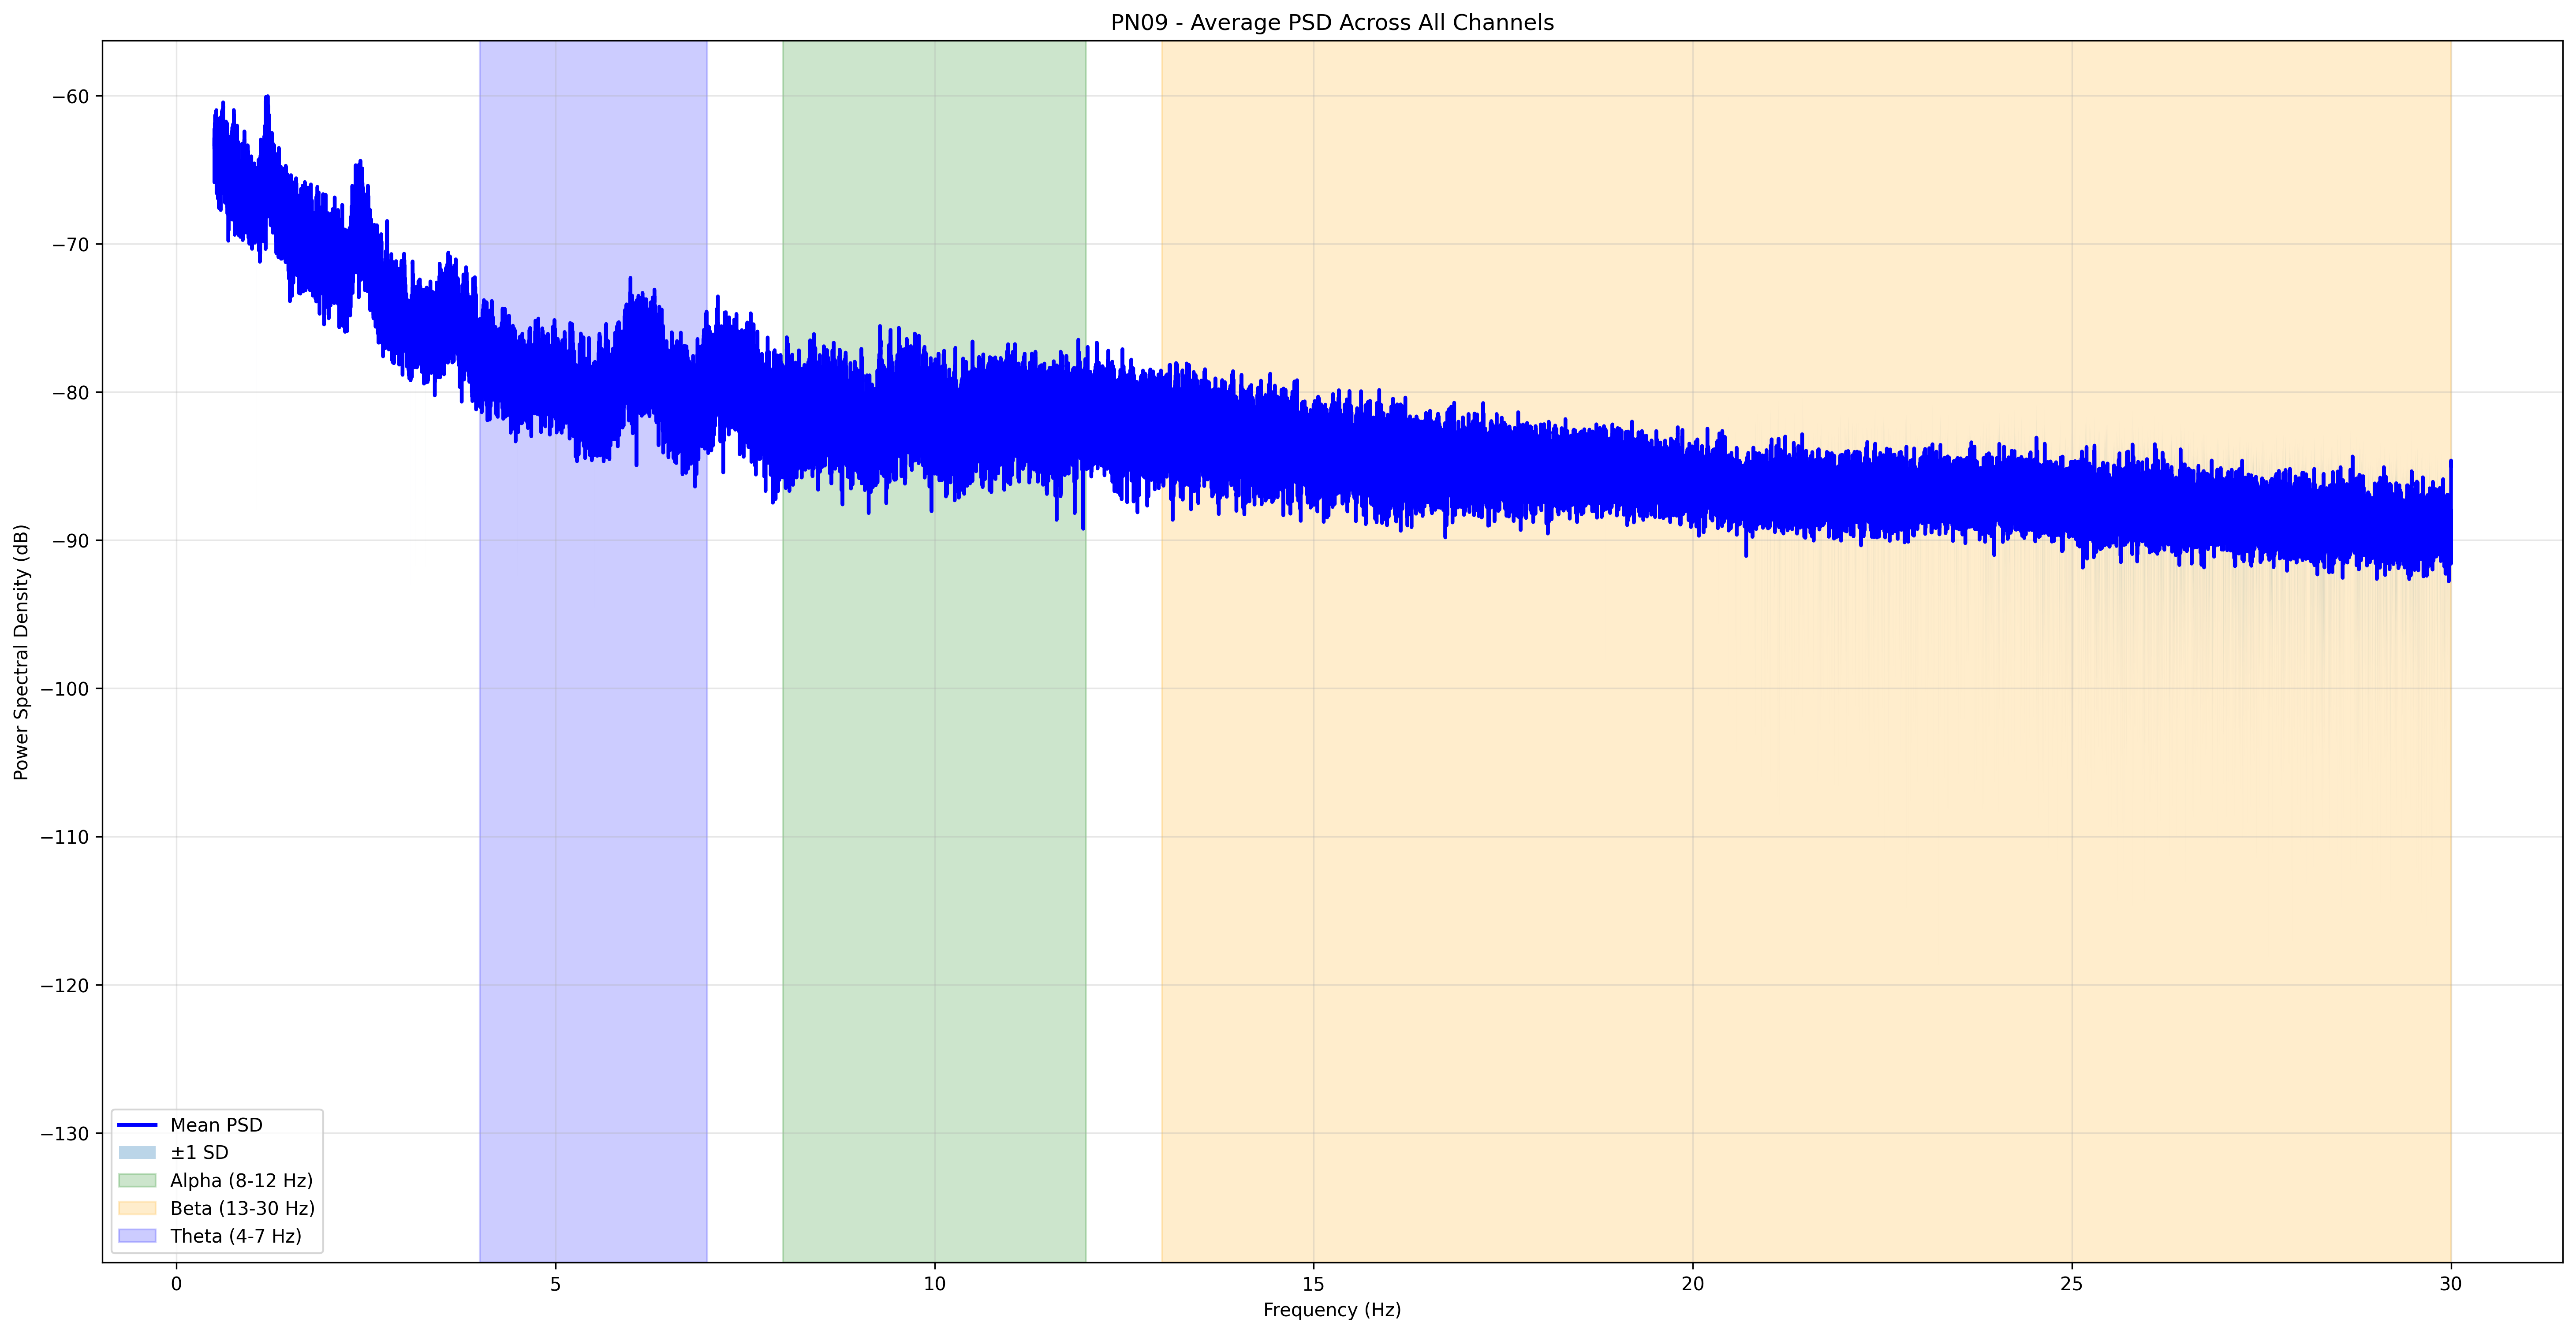 PN09 - Average PSD Across All Channels
Power Spectral Density (dB)
−60
−70
−80
−90
−100
−110
−120
−130
Mean PSD
±1 SD
Alpha (8-12 Hz)
Beta (13-30 Hz)
Theta (4-7 Hz)
0
5
10
15
20
25
30
Frequency (Hz)